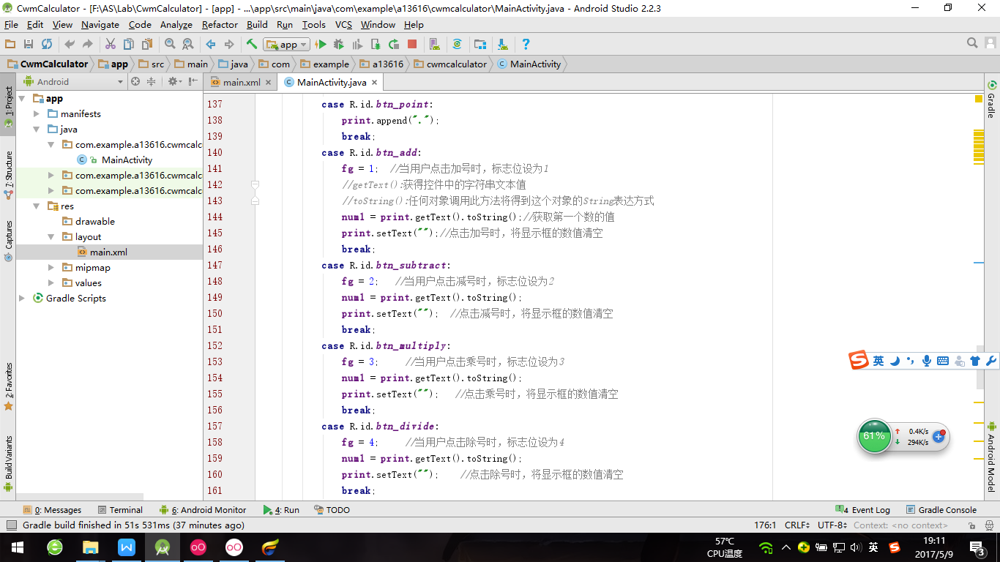 CwmCalculator - [F:\AS\Lab\CwmCalculator] - [app] - ...\app\src\main\java\com\example\a13616\cwmcalculator\MainActivity.java - Android Studio 2.2.3
File Edit View Navigate Code Analyze Refactor Build Run Tools VCS Window Help
app
CwmCalculator app src main java com example a13616 cwmcalculator MainActivity
Android
main.xml MainActivity.java
1: Project
7: Structure
Captures
2: Favorites
Build Variants
app
manifests
java
com.example.a13616.cwmcalc
MainActivity
com.example.a13616.cwmcalc
com.example.a13616.cwmcalc
res
drawable
layout
main.xml
mipmap
values
Gradle Scripts
137 case R.id.btn_point:
138 print.append(".");
139 break;
140 case R.id.btn_add:
141 fg = 1; //当用户点击加号时，标志位设为1
142 //getText():获得控件中的字符串文本值
143 //toString():任何对象调用此方法将得到这个对象的String表达方式
144 num1 = print.getText().toString();//获取第一个数的值
145 print.setText("");//点击加号时，将显示框的数值清空
146 break;
147 case R.id.btn_subtract:
148 fg = 2; //当用户点击减号时，标志位设为2
149 num1 = print.getText().toString();
150 print.setText(""); //点击减号时，将显示框的数值清空
151 break;
152 case R.id.btn_multiply:
153 fg = 3; //当用户点击乘号时，标志位设为3
154 num1 = print.getText().toString();
155 print.setText(""); //点击乘号时，将显示框的数值清空
156 break;
157 case R.id.btn_divide:
158 fg = 4; //当用户点击除号时，标志位设为4
159 num1 = print.getText().toString();
160 print.setText(""); //点击除号时，将显示框的数值清空
161 break;
Gradle
Android Model
S 英
61% 0.4K/s
294K/s
0: Messages Terminal 6: Android Monitor 4: Run TODO 4 Event Log Gradle Console
Gradle build finished in 51s 531ms (37 minutes ago) 176:1 CRLF UTF-8 Context: <no context>
57℃
CPU温度
英
19:11
2017/5/9
3